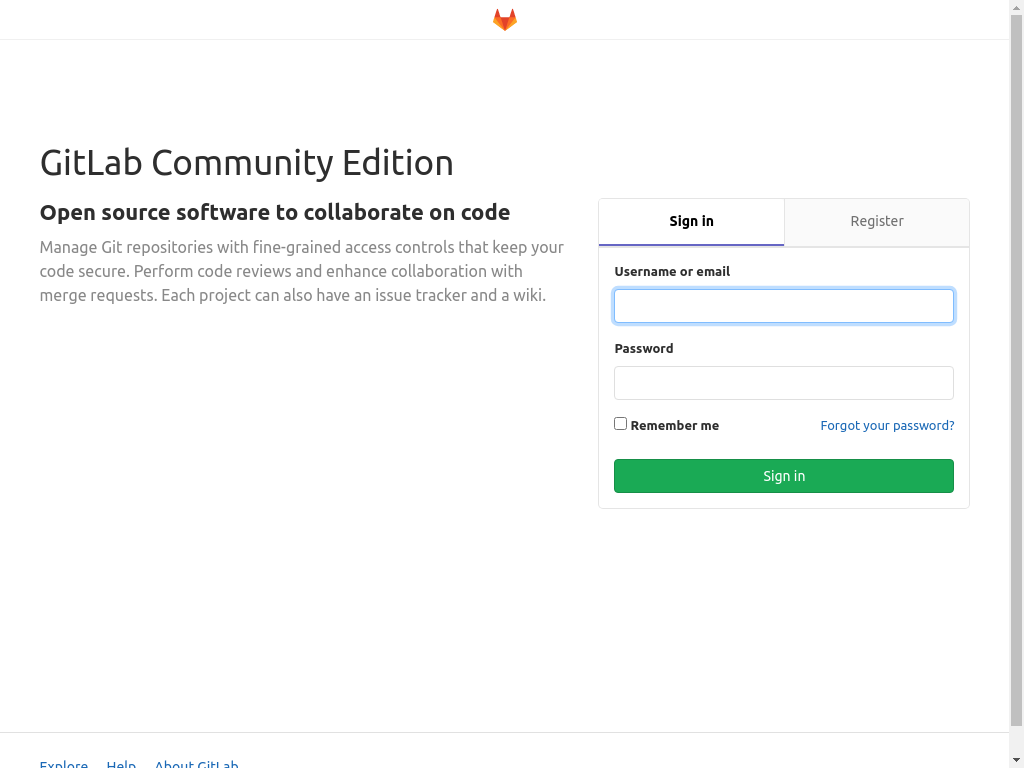 GitLab Community Edition
Open source software to collaborate on code
Manage Git repositories with fine-grained access controls that keep your
code secure. Perform code reviews and enhance collaboration with
merge requests. Each project can also have an issue tracker and a wiki.
Sign in
Register
Username or email
Password
Remember me
Forgot your password?
Sign in
Explore Help About GitLab